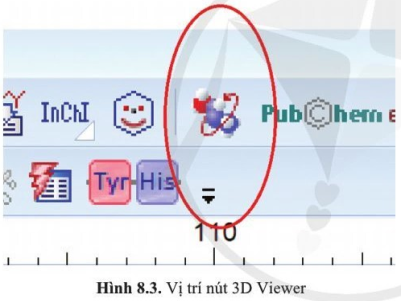 InChI PubChem e
Tyr His
110
Hình 8.3. Vị trí nút 3D Viewer